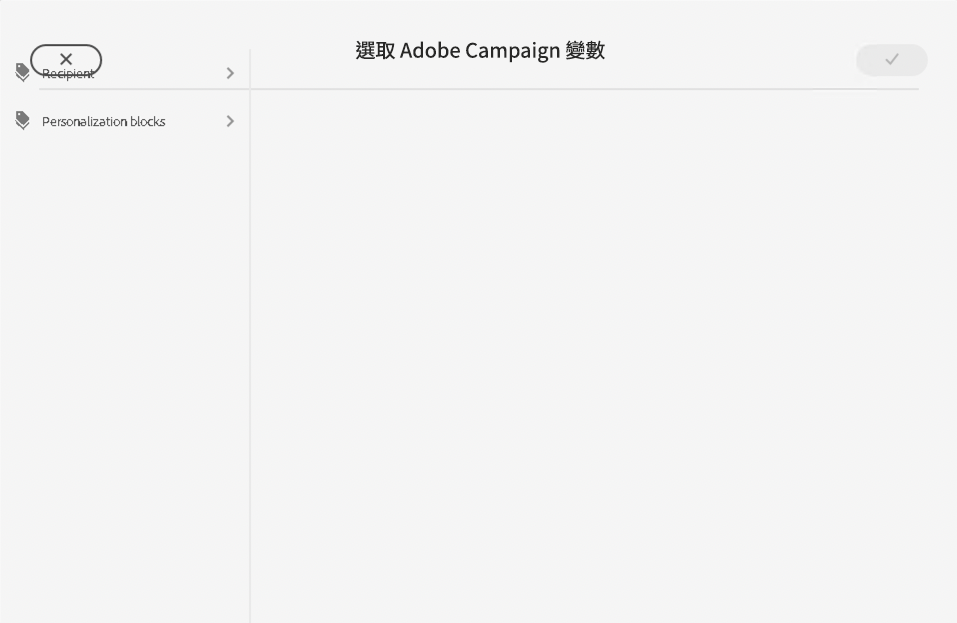 選取 Adobe Campaign 變數
Recipient
Personalization blocks